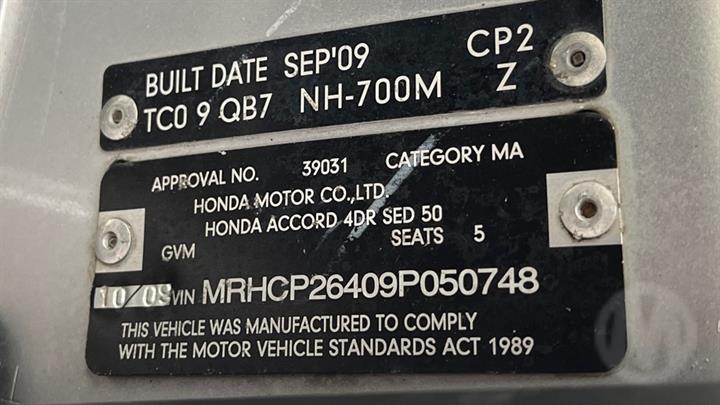 BUILT DATE SEP'09 CP2
TC0 9 QB7 NH-700M Z
APPROVAL NO. 39031 CATEGORY MA
HONDA MOTOR CO.,LTD.
HONDA ACCORD 4DR SED 50
GVM SEATS 5
10/09 VIN MRHCP26409P050748
THIS VEHICLE WAS MANUFACTURED TO COMPLY
WITH THE MOTOR VEHICLE STANDARDS ACT 1989